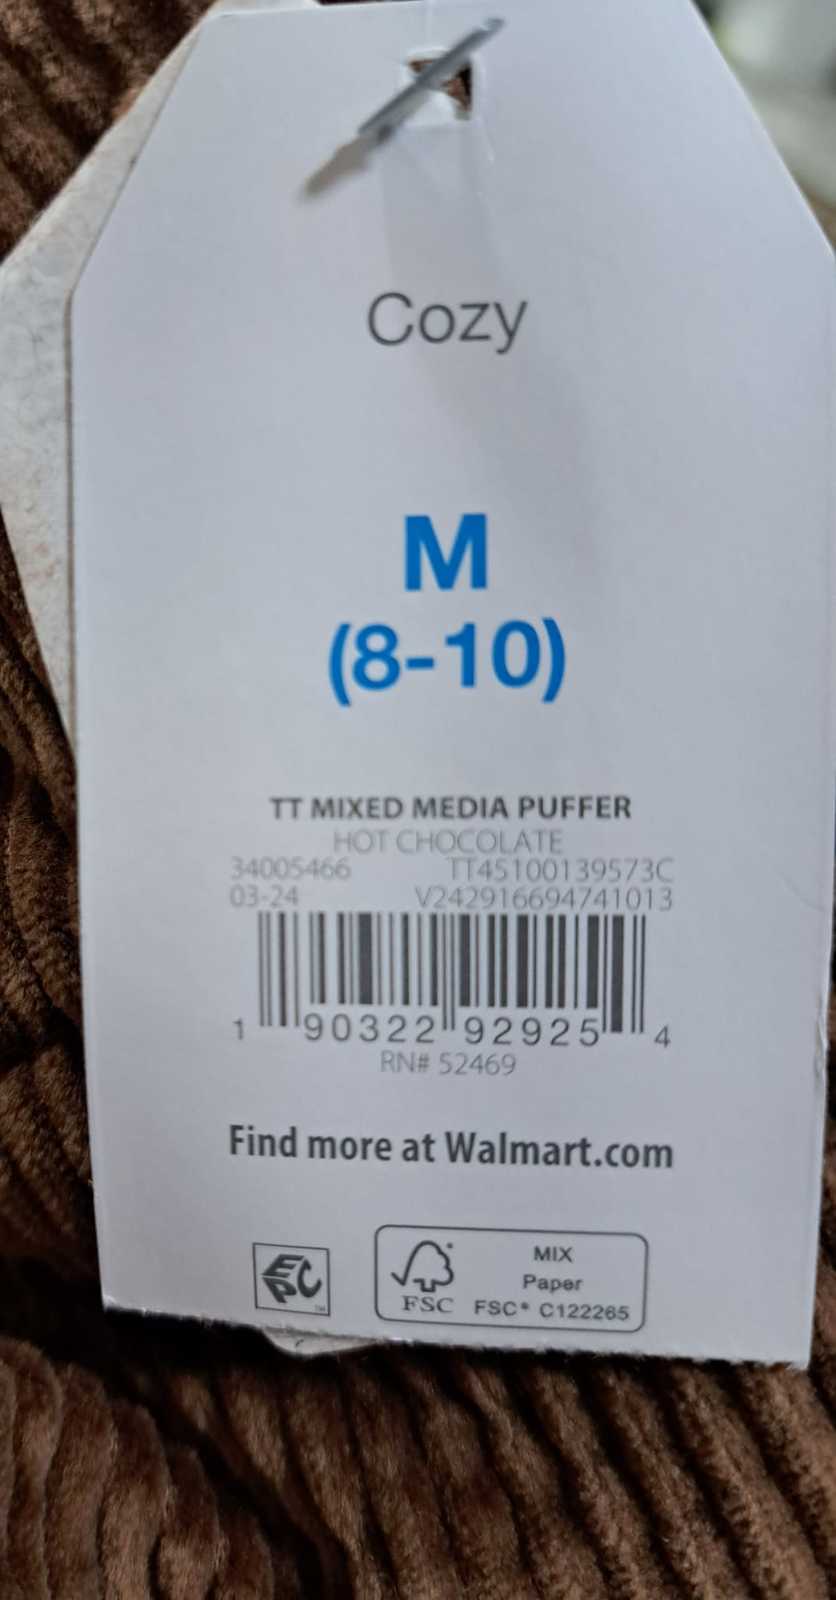 Cozy
M
(8-10)
TT MIXED MEDIA PUFFER
HOT CHOCOLATE
34005466 TT45100139573C
03-24 V242916694741013
1 90322 92925 4
RN# 52469
Find more at Walmart.com
EPC™
MIX
Paper
FSC FSC® C122265